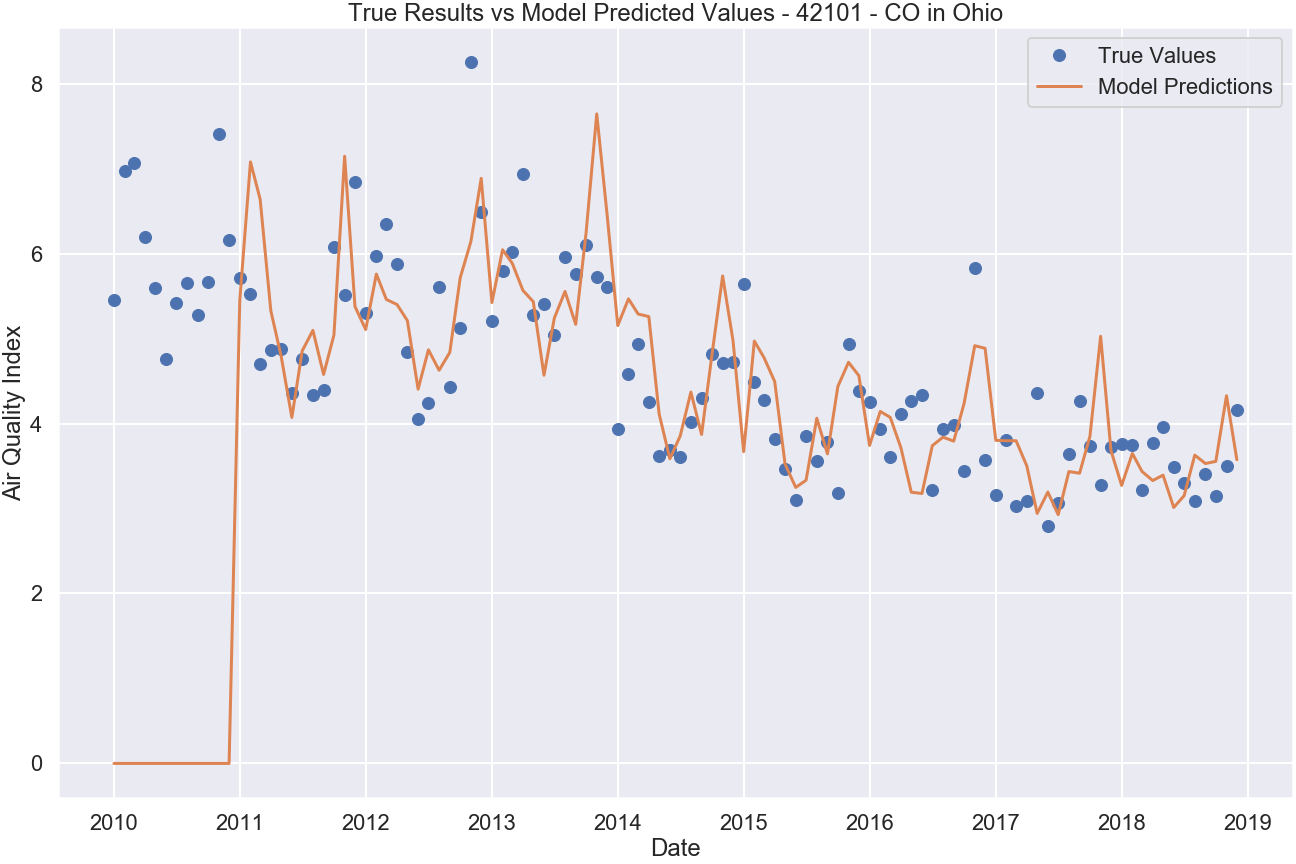 True Results vs Model Predicted Values - 42101 - CO in Ohio
True Values
Model Predictions
Air Quality Index
8
6
4
2
0
2010 2011 2012 2013 2014 2015 2016 2017 2018 2019
Date